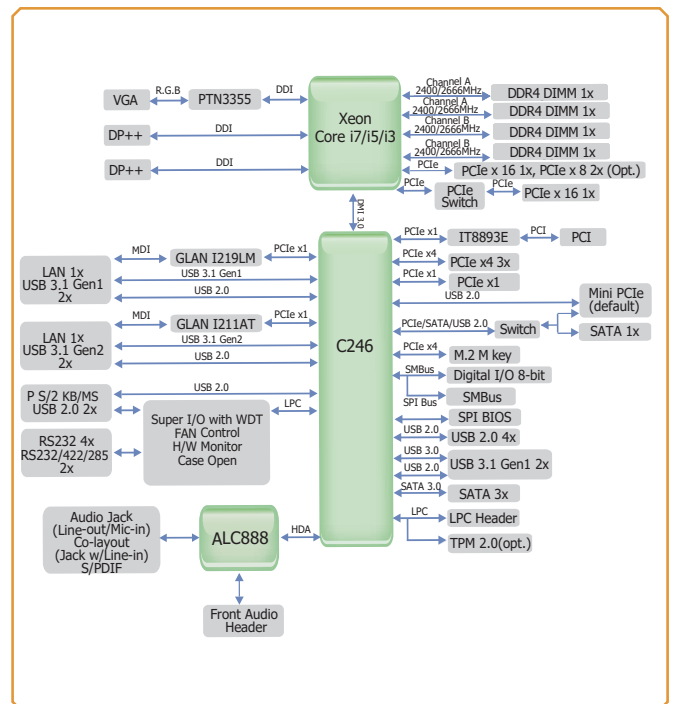 VGA
R.G.B
PTN3355
DDI
DP++
DDI
DP++
DDI
Xeon
Core i7/i5/i3
Channel A
2400/2666MHz
DDR4 DIMM 1x
Channel A
2400/2666MHz
DDR4 DIMM 1x
Channel B
2400/2666MHz
DDR4 DIMM 1x
Channel B
2400/2666MHz
DDR4 DIMM 1x
PCIe
PCIe x 16 1x, PCIe x 8 2x (Opt.)
PCIe
PCIe
Switch
PCIe
PCIe x 16 1x
DMI 3.0
LAN 1x
USB 3.1 Gen1
2x
MDI
GLAN I219LM
PCIe x1
USB 3.1 Gen1
USB 2.0
LAN 1x
USB 3.1 Gen2
2x
MDI
GLAN I211AT
PCIe x1
USB 3.1 Gen2
USB 2.0
P S/2 KB/MS
USB 2.0 2x
USB 2.0
LPC
Super I/O with WDT
FAN Control
H/W Monitor
Case Open
RS232 4x
RS232/422/285
2x
C246
PCIe x1
IT8893E
PCI
PCI
PCIe x4
PCIe x4 3x
PCIe x1
PCIe x1
USB 2.0
Mini PCIe
(default)
PCIe/SATA/USB 2.0
Switch
SATA 1x
PCIe x4
M.2 M key
SMBus
Digital I/O 8-bit
SMBus
SPI Bus
SPI BIOS
USB 2.0
USB 2.0 4x
USB 3.0
USB 3.1 Gen1 2x
USB 2.0
SATA 3.0
SATA 3x
LPC
LPC Header
TPM 2.0(opt.)
Audio Jack
(Line-out/Mic-in)
Co-layout
(Jack w/Line-in)
S/PDIF
ALC888
HDA
Front Audio
Header